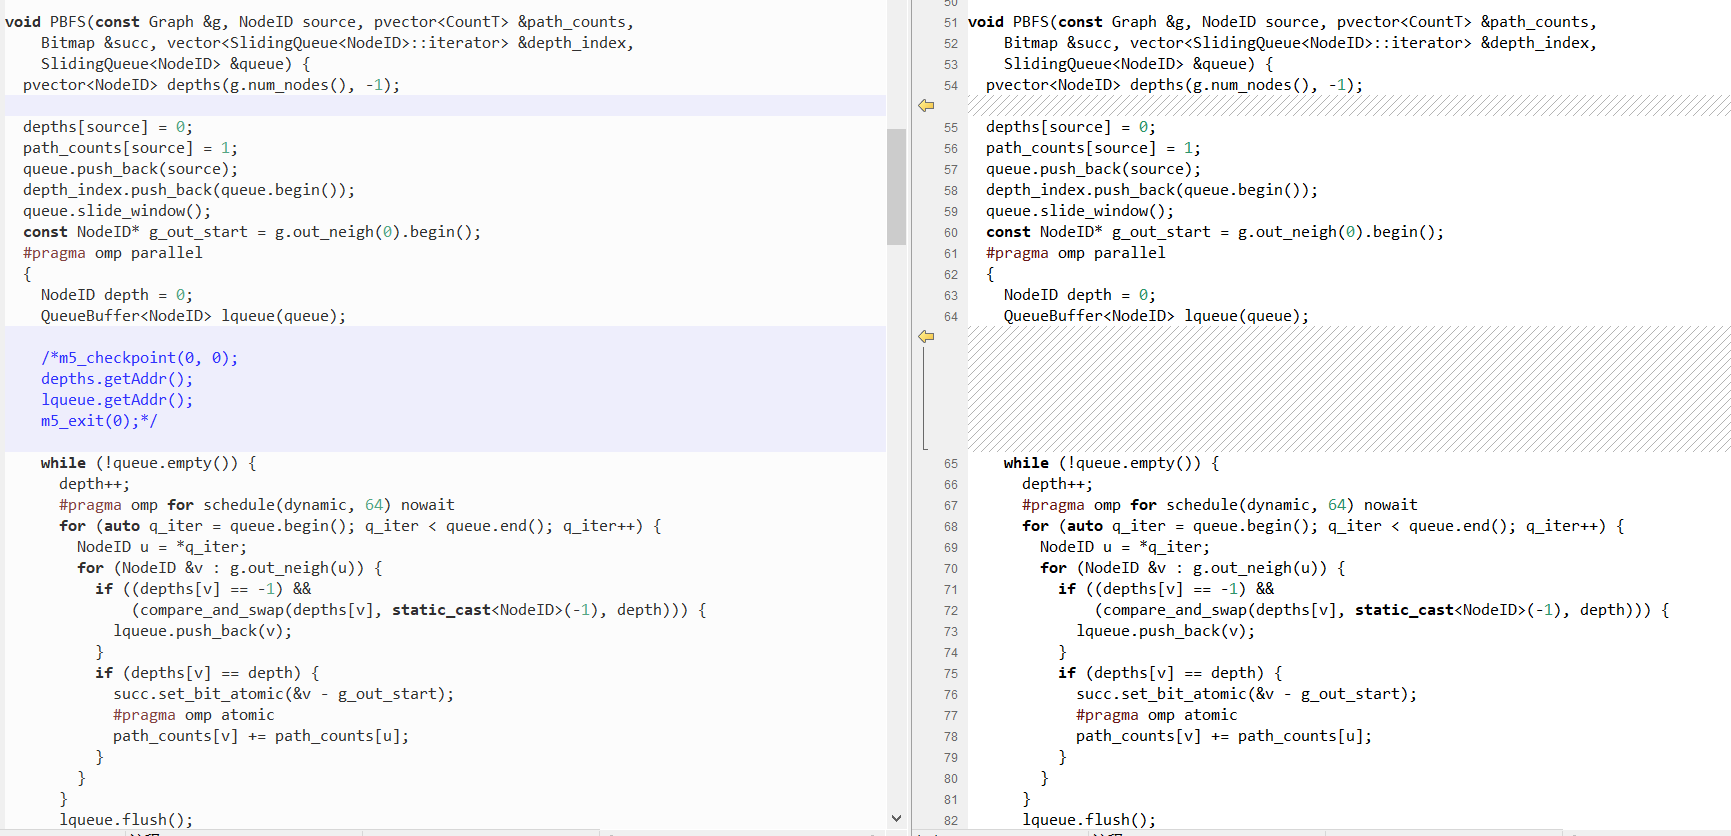 void PBFS(const Graph &g, NodeID source, pvector<CountT> &path_counts,
    Bitmap &succ, vector<SlidingQueue<NodeID>::iterator> &depth_index,
    SlidingQueue<NodeID> &queue) {
  pvector<NodeID> depths(g.num_nodes(), -1);
  depths[source] = 0;
  path_counts[source] = 1;
  queue.push_back(source);
  depth_index.push_back(queue.begin());
  queue.slide_window();
  const NodeID* g_out_start = g.out_neigh(0).begin();
  #pragma omp parallel
  {
    NodeID depth = 0;
    QueueBuffer<NodeID> lqueue(queue);
    /*m5_checkpoint(0, 0);
    depths.getAddr();
    lqueue.getAddr();
    m5_exit(0);*/
    while (!queue.empty()) {
      depth++;
      #pragma omp for schedule(dynamic, 64) nowait
      for (auto q_iter = queue.begin(); q_iter < queue.end(); q_iter++) {
        NodeID u = *q_iter;
        for (NodeID &v : g.out_neigh(u)) {
          if ((depths[v] == -1) &&
              (compare_and_swap(depths[v], static_cast<NodeID>(-1), depth))) {
            lqueue.push_back(v);
          }
          if (depths[v] == depth) {
            succ.set_bit_atomic(&v - g_out_start);
            #pragma omp atomic
            path_counts[v] += path_counts[u];
          }
        }
      }
      lqueue.flush();
50
51 void PBFS(const Graph &g, NodeID source, pvector<CountT> &path_counts,
52     Bitmap &succ, vector<SlidingQueue<NodeID>::iterator> &depth_index,
53     SlidingQueue<NodeID> &queue) {
54   pvector<NodeID> depths(g.num_nodes(), -1);
55   depths[source] = 0;
56   path_counts[source] = 1;
57   queue.push_back(source);
58   depth_index.push_back(queue.begin());
59   queue.slide_window();
60   const NodeID* g_out_start = g.out_neigh(0).begin();
61   #pragma omp parallel
62   {
63     NodeID depth = 0;
64     QueueBuffer<NodeID> lqueue(queue);
65     while (!queue.empty()) {
66       depth++;
67       #pragma omp for schedule(dynamic, 64) nowait
68       for (auto q_iter = queue.begin(); q_iter < queue.end(); q_iter++) {
69         NodeID u = *q_iter;
70         for (NodeID &v : g.out_neigh(u)) {
71           if ((depths[v] == -1) &&
72               (compare_and_swap(depths[v], static_cast<NodeID>(-1), depth))) {
73             lqueue.push_back(v);
74           }
75           if (depths[v] == depth) {
76             succ.set_bit_atomic(&v - g_out_start);
77             #pragma omp atomic
78             path_counts[v] += path_counts[u];
79           }
80         }
81       }
82       lqueue.flush();